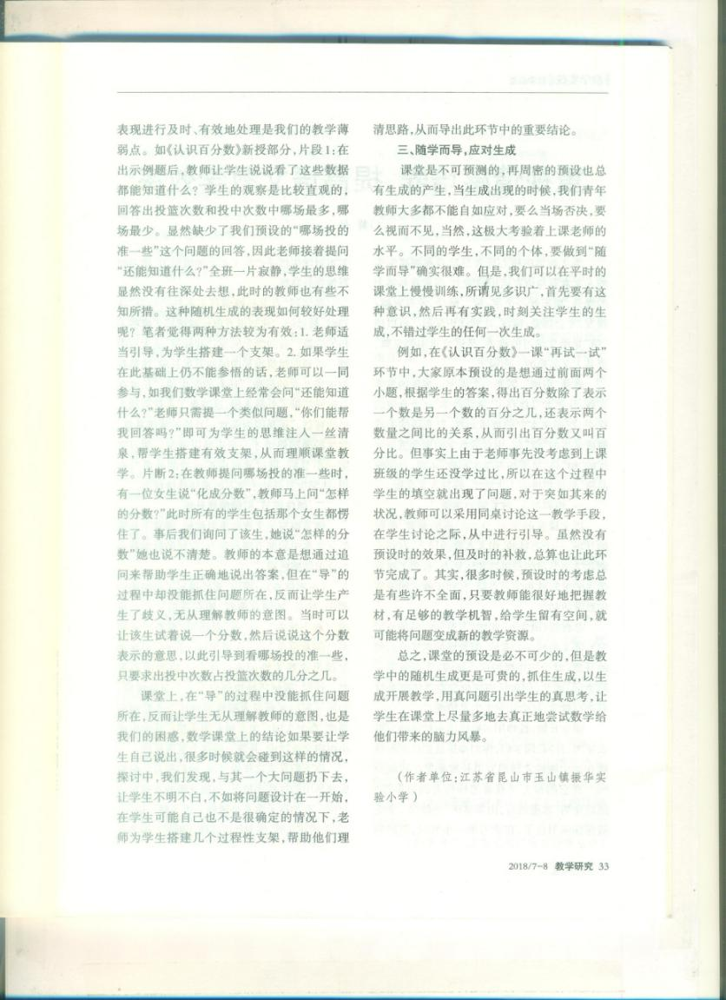 表现进行及时、有效地处理是我们的教学薄
弱点。如《认识百分数》新授部分,片段1:在
出示例题后,教师让学生说说看了这些数据
都能知道什么? 学生的观察是比较直观的,
回答出投篮次数和投中次数中哪场最多,哪
场最少。显然缺少了我们预设的“哪场投的
准一些”这个问题的回答,因此老师接着提问
“还能知道什么?”全班一片寂静,学生的思维
显然没有往深处去想,此时的教师也有些不
知所措。这种随机生成的表现如何较好处理
呢? 笔者觉得两种方法较为有效:1. 老师适
当引导,为学生搭建一个支架。2. 如果学生
在此基础上仍不能参悟的话,老师可以一同
参与,如我们数学课堂上经常会问“还能知道
什么?”老师只需提一个类似问题,“你们能帮
我回答吗?”即可为学生的思维注入一丝清
泉,帮学生搭建有效支架,从而理顺课堂教
学。片断2:在教师提问哪场投的准一些时,
有一位女生说“化成分数”,教师马上问“怎样
的分数?”此时所有的学生包括那个女生都愣
住了。事后我们询问了该生,她说“怎样的分
数”她也说不清楚。教师的本意是想通过追
问来帮助学生正确地说出答案,但在“导”的
过程中却没能抓住问题所在,反而让学生产
生了歧义,无从理解教师的意图。当时可以
让该生试着说一个分数,然后说说这个分数
表示的意思,以此引导到看哪场投的准一些,
只要求出投中次数占投篮次数的几分之几。
课堂上,在“导”的过程中没能抓住问题
所在,反而让学生无从理解教师的意图,也是
我们的困惑,数学课堂上的结论如果要让学
生自己说出,很多时候就会碰到这样的情况,
探讨中,我们发现,与其一个大问题扔下去,
让学生不明不白,不如将问题设计在一开始,
在学生可能自己也不是很确定的情况下,老
师为学生搭建几个过程性支架,帮助他们理
清思路,从而导出此环节中的重要结论。
三、随学而导,应对生成
课堂是不可预测的,再周密的预设也总
有生成的产生,当生成出现的时候,我们青年
教师大多都不能自如应对,要么当场否决,要
么视而不见,当然,这极大考验着上课老师的
水平。不同的学生,不同的个体,要做到“随
学而导”确实很难。但是,我们可以在平时的
课堂上慢慢训练,所谓见多识广,首先要有这
种意识,然后再有实践,时刻关注学生的生
成,不错过学生的任何一次生成。
例如,在《认识百分数》一课“再试一试”
环节中,大家原本预设的是想通过前面两个
小题,根据学生的答案,得出百分数除了表示
一个数是另一个数的百分之几,还表示两个
数量之间比的关系,从而引出百分数又叫百
分比。但事实上由于老师事先没考虑到上课
班级的学生还没学过比,所以在这个过程中
学生的填空就出现了问题,对于突如其来的
状况,教师可以采用同桌讨论这一教学手段,
在学生讨论之际,从中进行引导。虽然没有
预设时的效果,但及时的补救,总算也让此环
节完成了。其实,很多时候,预设时的考虑总
是有些许不全面,只要教师能很好地把握教
材,有足够的教学机智,给学生留有空间,就
可能将问题变成新的教学资源。
总之,课堂的预设是必不可少的,但是教
学中的随机生成更是可贵的,抓住生成,以生
成开展教学,用真问题引出学生的真思考,让
学生在课堂上尽量多地去真正地尝试数学给
他们带来的脑力风暴。
(作者单位:江苏省昆山市玉山镇振华实
验小学)
2018/7-8 教学研究 33